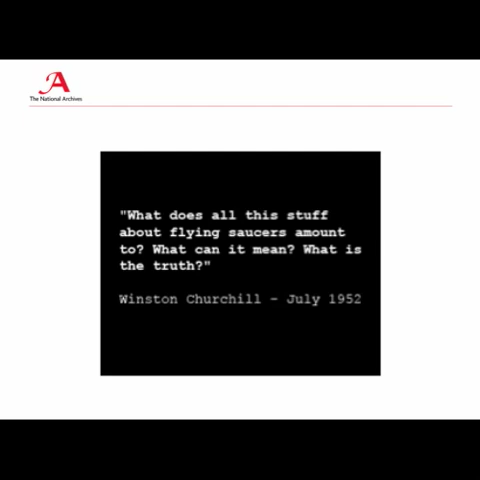 A
The National Archives
"What does all this stuff
about flying saucers amount
to? What can it mean? What is
the truth?"
Winston Churchill - July 1952